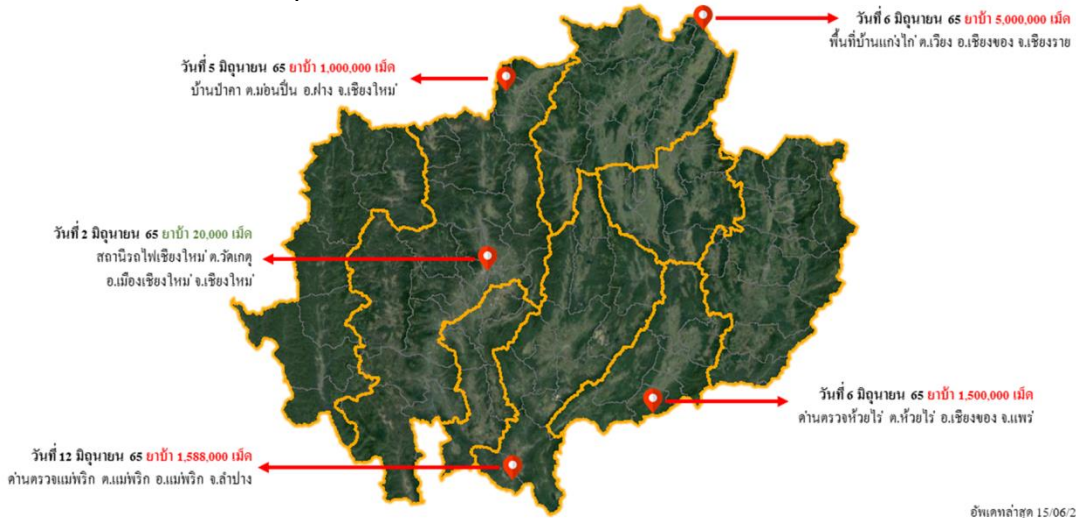 วันที่ 6 มิถุนายน 65 ยาบ้า 5,000,000 เม็ด
พื้นที่บ้านแก่งไก่ ต.เวียง อ.เชียงของ จ.เชียงราย
วันที่ 5 มิถุนายน 65 ยาบ้า 1,000,000 เม็ด
บ้านป่าคา ต.ม่อนปิ่น อ.ฝาง จ.เชียงใหม่
วันที่ 2 มิถุนายน 65 ยาบ้า 20,000 เม็ด
สถานีรถไฟเชียงใหม่ ต.วัดเกตุ
อ.เมืองเชียงใหม่ จ.เชียงใหม่
วันที่ 6 มิถุนายน 65 ยาบ้า 1,500,000 เม็ด
ด่านตรวจห้วยไร่ ต.ห้วยไร่ อ.เชียงของ จ.แพร่
วันที่ 12 มิถุนายน 65 ยาบ้า 1,588,000 เม็ด
ด่านตรวจแม่พริก ต.แม่พริก อ.แม่พริก จ.ลำปาง
อัพเดทล่าสุด 15/06/2